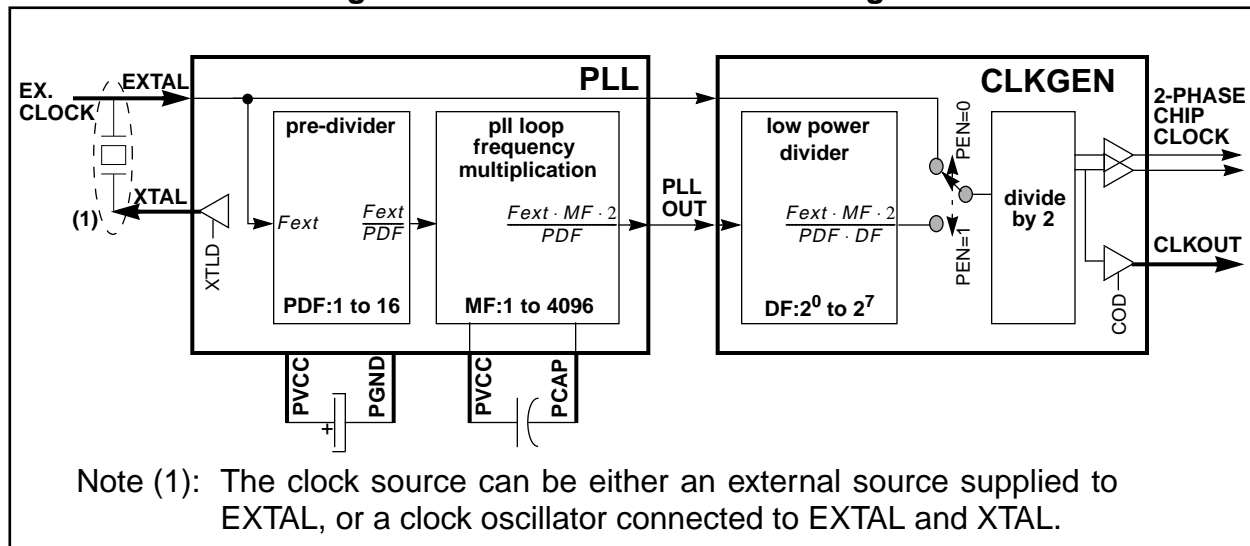 PLL
CLKGEN
EX.
CLOCK
EXTAL
XTAL
(1)
XTLD
pre-divider
Fext
Fext
PDF
PDF:1 to 16
pll loop
frequency
multiplication
Fext · MF · 2
PDF
MF:1 to 4096
PLL
OUT
low power
divider
Fext · MF · 2
PDF · DF
DF:2⁰ to 2⁷
PEN=0
PEN=1
divide
by 2
2-PHASE
CHIP
CLOCK
CLKOUT
COD
PVCC
PGND
PVCC
PCAP
+
Note (1): The clock source can be either an external source supplied to
EXTAL, or a clock oscillator connected to EXTAL and XTAL.